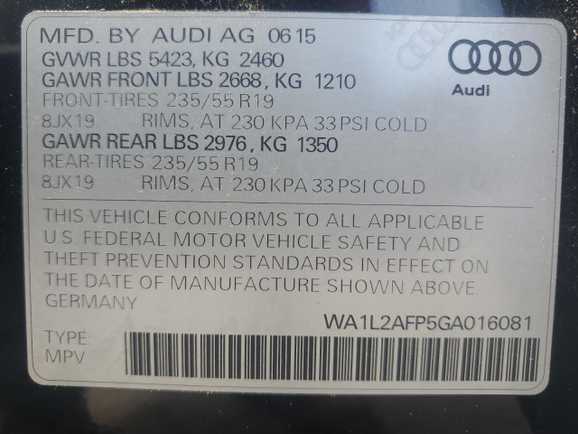 MFD. BY AUDI AG 06 15
GVWR LBS 5423, KG 2460
GAWR FRONT LBS 2668, KG 1210
FRONT-TIRES 235/55 R19
8JX19 RIMS, AT 230 KPA 33 PSI COLD
GAWR REAR LBS 2976, KG 1350
REAR-TIRES 235/55 R19
8JX19 RIMS, AT 230 KPA 33 PSI COLD
Audi
THIS VEHICLE CONFORMS TO ALL APPLICABLE
U.S. FEDERAL MOTOR VEHICLE SAFETY AND
THEFT PREVENTION STANDARDS IN EFFECT ON
THE DATE OF MANUFACTURE SHOWN ABOVE.
GERMANY
WA1L2AFP5GA016081
TYPE
MPV